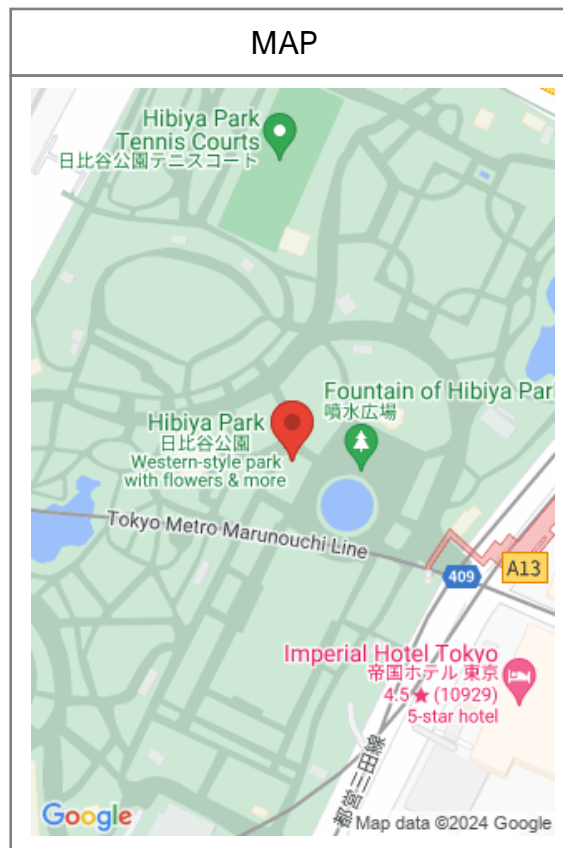 MAP
Hibiya Park
Tennis Courts
日比谷公園テニスコート
Fountain of Hibiya Par
噴水広場
Hibiya Park
日比谷公園
Western-style park
with flowers & more
Tokyo Metro Marunouchi Line
A13
409
Imperial Hotel Tokyo
帝国ホテル 東京
4.5★ (10929)
5-star hotel
都営三田線
Google
Map data ©2024 Google